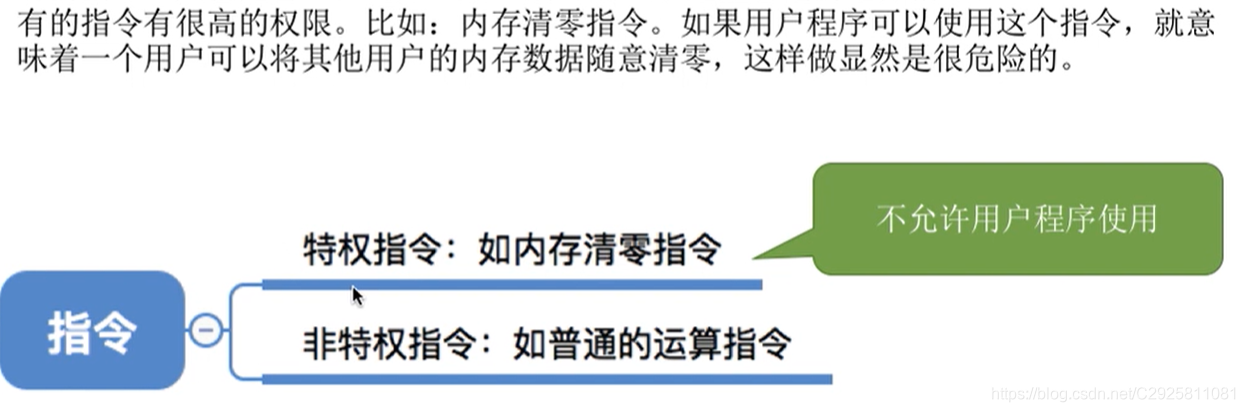 有的指令有很高的权限。比如：内存清零指令。如果用户程序可以使用这个指令，就意
味着一个用户可以将其他用户的内存数据随意清零，这样做显然是很危险的。
不允许用户程序使用
特权指令：如内存清零指令
指令
非特权指令：如普通的运算指令
https://blog.csdn.net/C2925811081